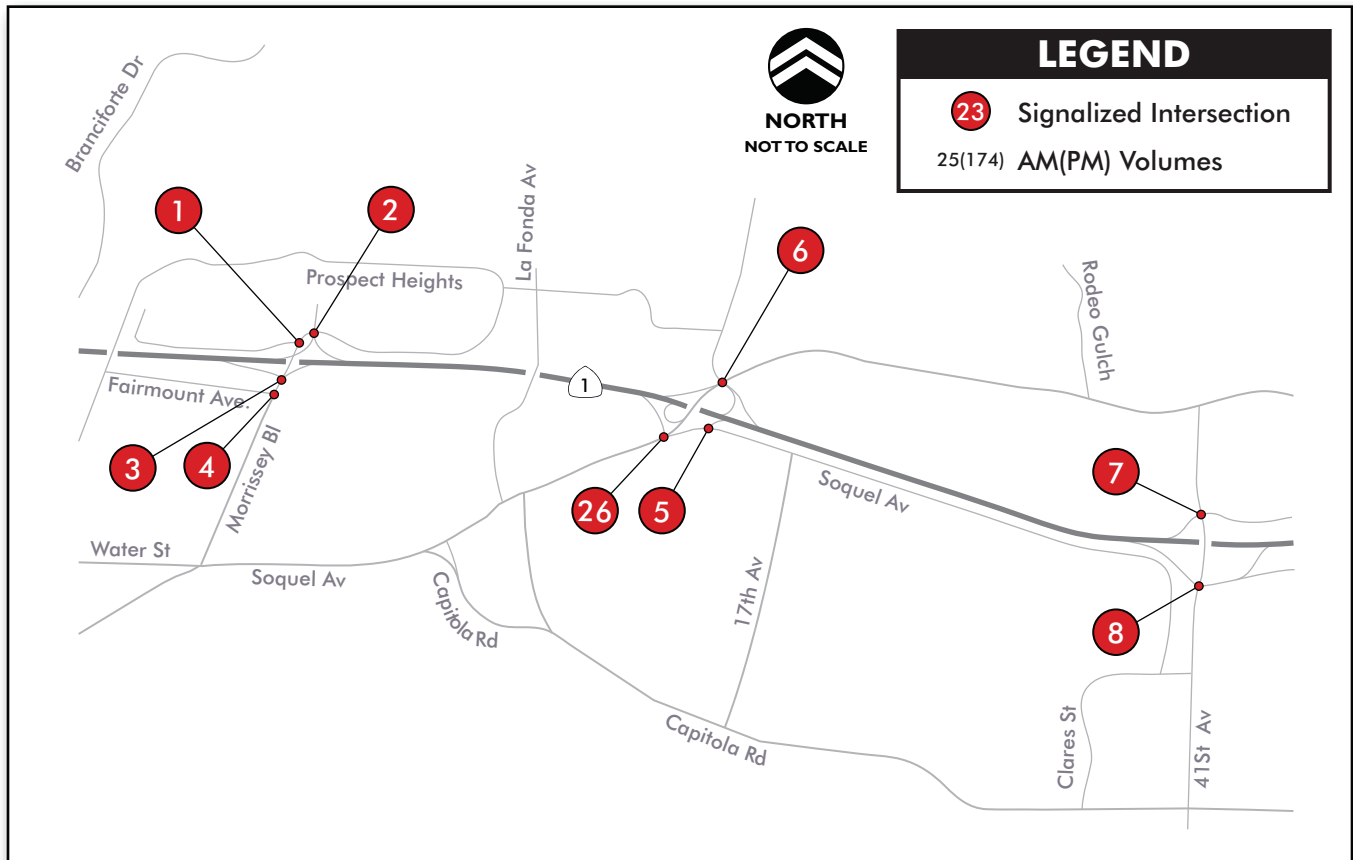 LEGEND
23 Signalized Intersection
25(174) AM(PM) Volumes
NORTH
NOT TO SCALE
Branciforte Dr
1
2
La Fonda Av
6
Prospect Heights
Rodeo Gulch
1
Fairmount Ave.
3
4
Morrissey Bl
26
5
Soquel Av
7
Water St
Soquel Av
Capitola Rd
17th Av
8
Capitola Rd
Clares St
41St Av